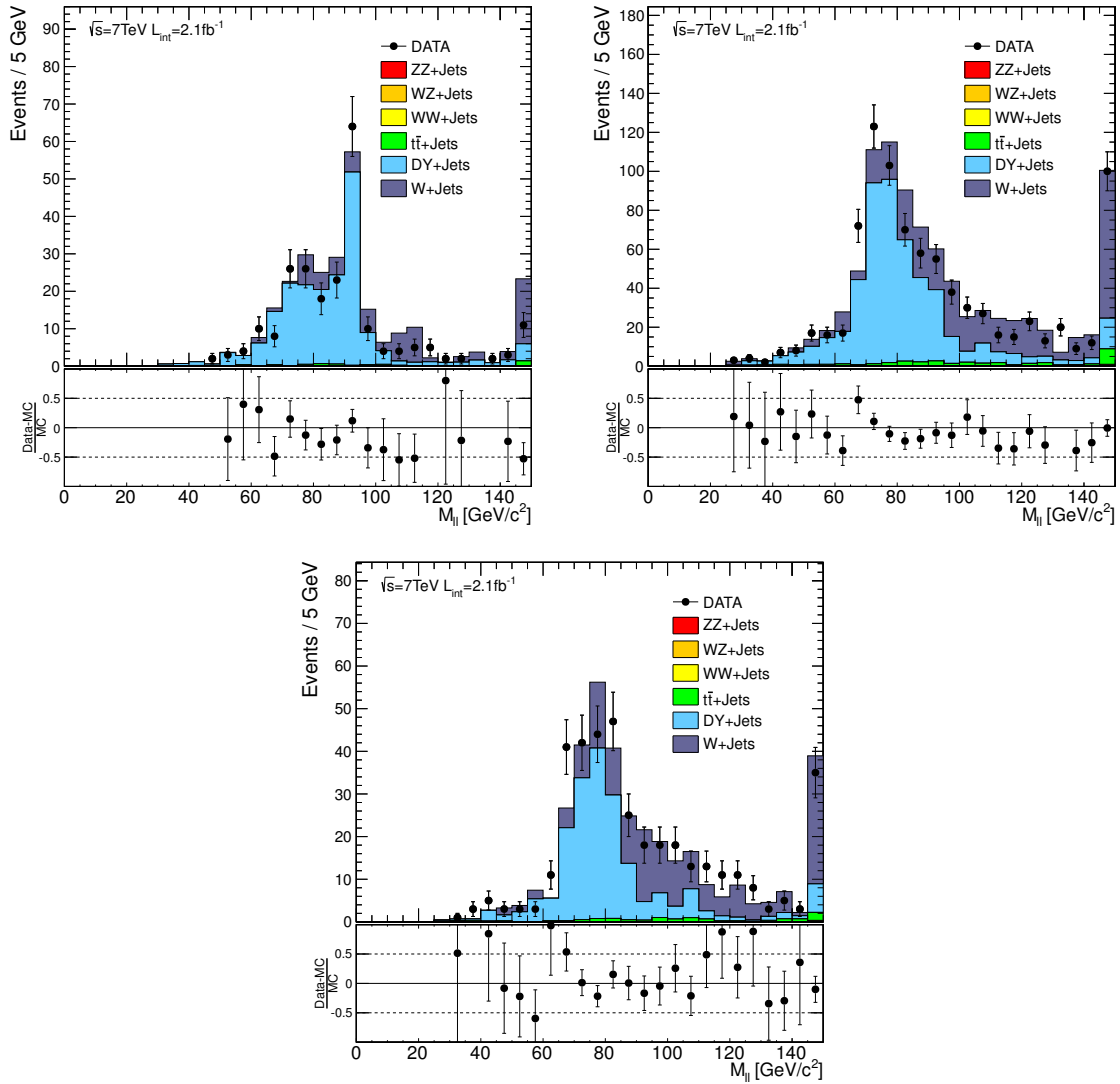 √s=7TeV L_int=2.1fb⁻¹
Events / 5 GeV
90
80
70
60
50
40
30
20
10
0
DATA
ZZ+Jets
WZ+Jets
WW+Jets
tt̄+Jets
DY+Jets
W+Jets
Data-MC
MC
0.5
0
-0.5
0 20 40 60 80 100 120 140
M_ll [GeV/c²]
√s=7TeV L_int=2.1fb⁻¹
Events / 5 GeV
180
160
140
120
100
80
60
40
20
0
DATA
ZZ+Jets
WZ+Jets
WW+Jets
tt̄+Jets
DY+Jets
W+Jets
Data-MC
MC
0.5
0
-0.5
0 20 40 60 80 100 120 140
M_ll [GeV/c²]
√s=7TeV L_int=2.1fb⁻¹
Events / 5 GeV
80
70
60
50
40
30
20
10
0
DATA
ZZ+Jets
WZ+Jets
WW+Jets
tt̄+Jets
DY+Jets
W+Jets
Data-MC
MC
0.5
0
-0.5
0 20 40 60 80 100 120 140
M_ll [GeV/c²]